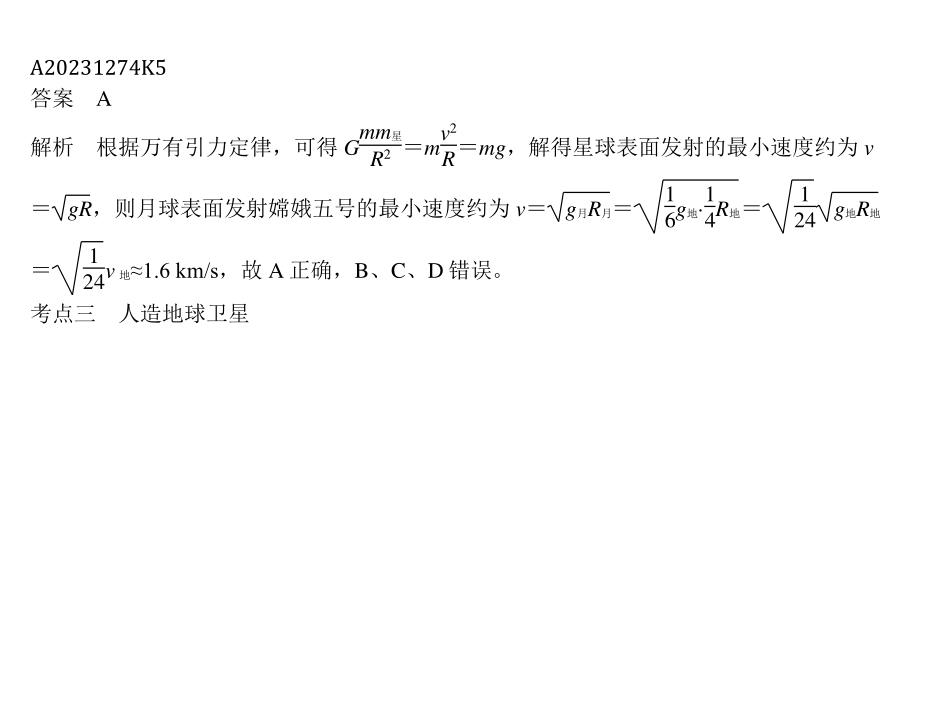 A20231274K5
答案　A
解析　根据万有引力定律，可得 G\frac{mm_{星}}{R^2}＝m\frac{v^2}{R}＝mg，解得星球表面发射的最小速度约为 v
＝\sqrt{gR}，则月球表面发射嫦娥五号的最小速度约为 v＝\sqrt{g_{月}R_{月}}＝\sqrt{\frac{1}{6}g_{地}·\frac{1}{4}R_{地}}＝\sqrt{\frac{1}{24}}\sqrt{g_{地}R_{地}}
＝\sqrt{\frac{1}{24}}v_{地}≈1.6 km/s，故 A 正确，B、C、D 错误。
考点三　人造地球卫星